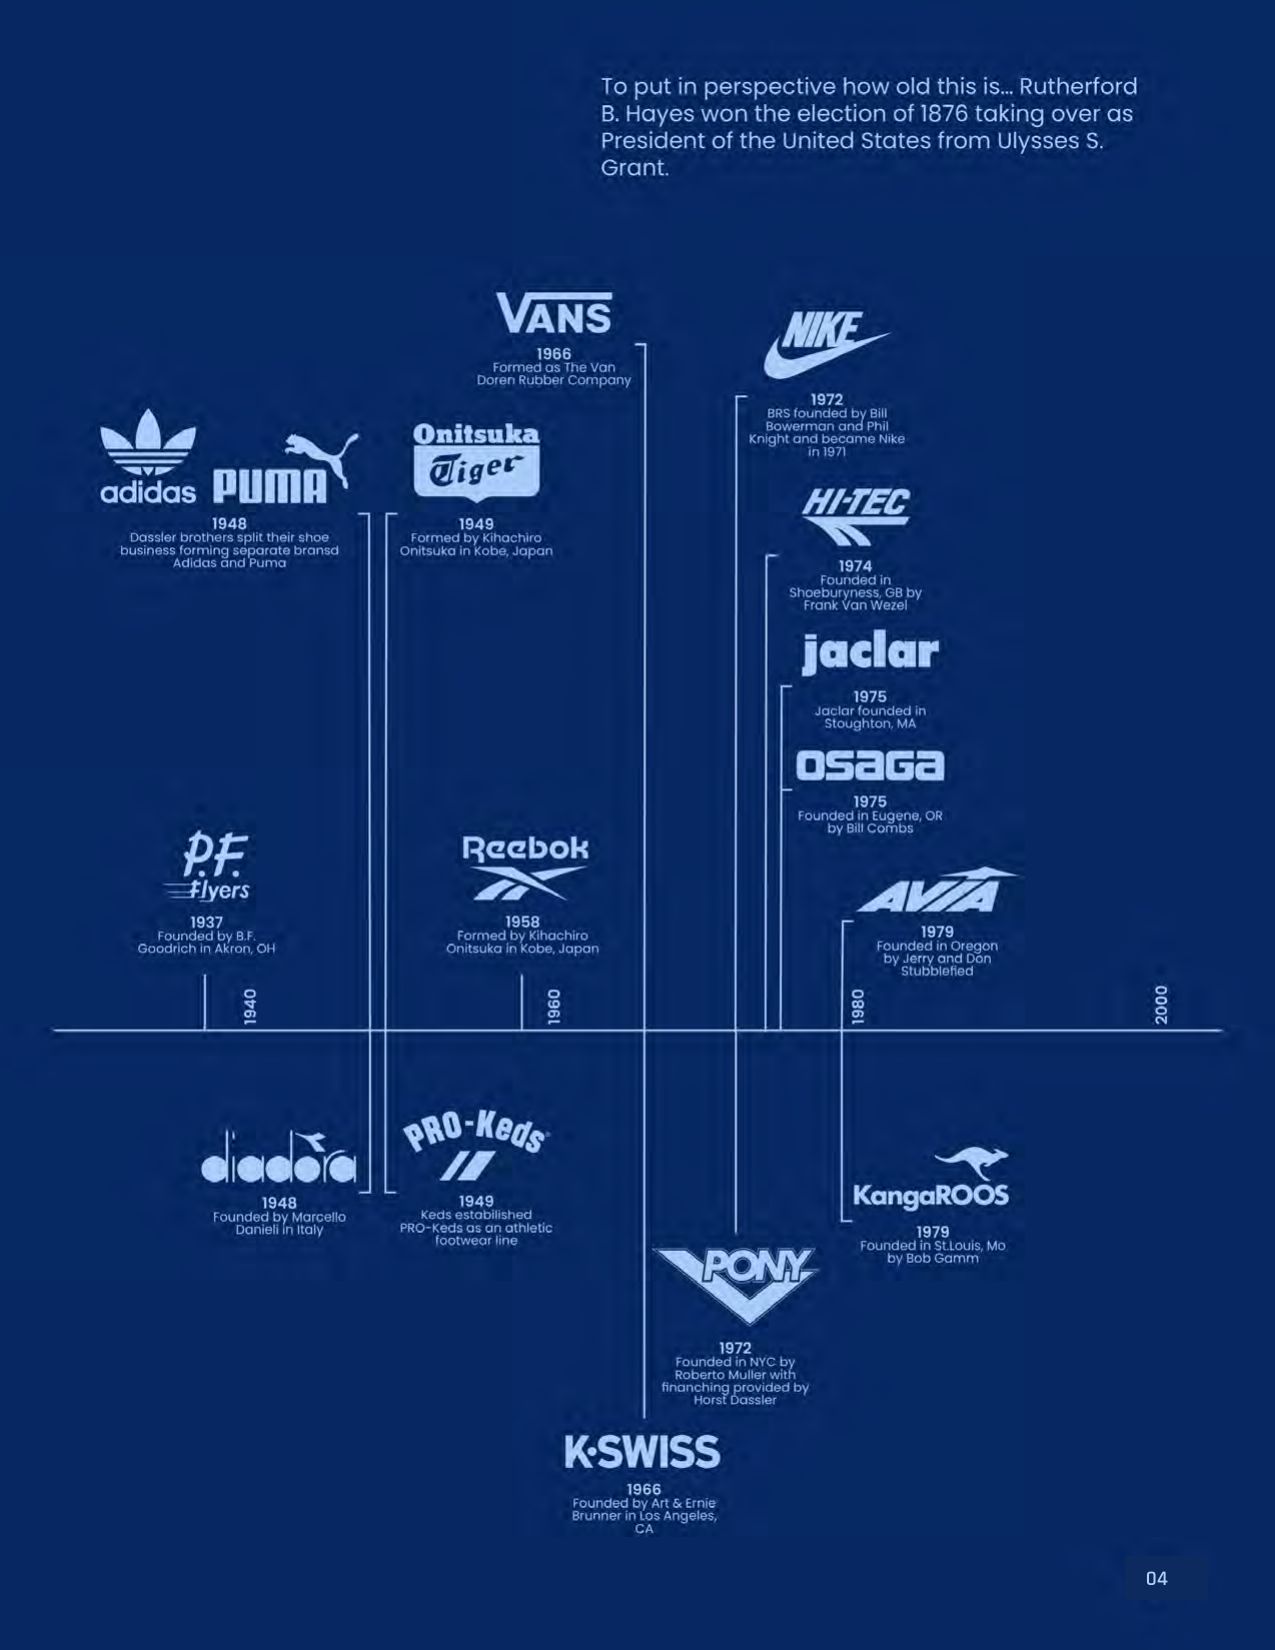 To put in perspective how old this is... Rutherford
B. Hayes won the election of 1876 taking over as
President of the United States from Ulysses S.
Grant.
VANS
1966
Formed as The Van
Doren Rubber Company
NIKE
1972
BRS founded by Bill
Bowerman and Phil
Knight and became Nike
in 1971
adidas PUMA
1948
Dassler brothers split their shoe
business forming separate bransd
Adidas and Puma
Onitsuka
Tiger
1949
Formed by Kihachiro
Onitsuka in Kobe, Japan
HI-TEC
1974
Founded in
Shoeburyness, GB by
Frank Van Wezel
jaclar
1975
Jaclar founded in
Stoughton, MA
osaga
1975
Founded in Eugene, OR
by Bill Combs
P.F.
Flyers
1937
Founded by B.F.
Goodrich in Akron, OH
Reebok
1958
Formed by Kihachiro
Onitsuka in Kobe, Japan
AVIA
1979
Founded in Oregon
by Jerry and Don
Stubblefied
1940
1960
1980
2000
diadora
1948
Founded by Marcello
Danieli in Italy
PRO-Keds
1949
Keds estabilished
PRO-Keds as an athletic
footwear line
KangaROOS
1979
Founded in St.Louis, Mo
by Bob Gamm
PONY
1972
Founded in NYC by
Roberto Muller with
finanching provided by
Horst Dassler
K•SWISS
1966
Founded by Art & Ernie
Brunner in Los Angeles,
CA
04